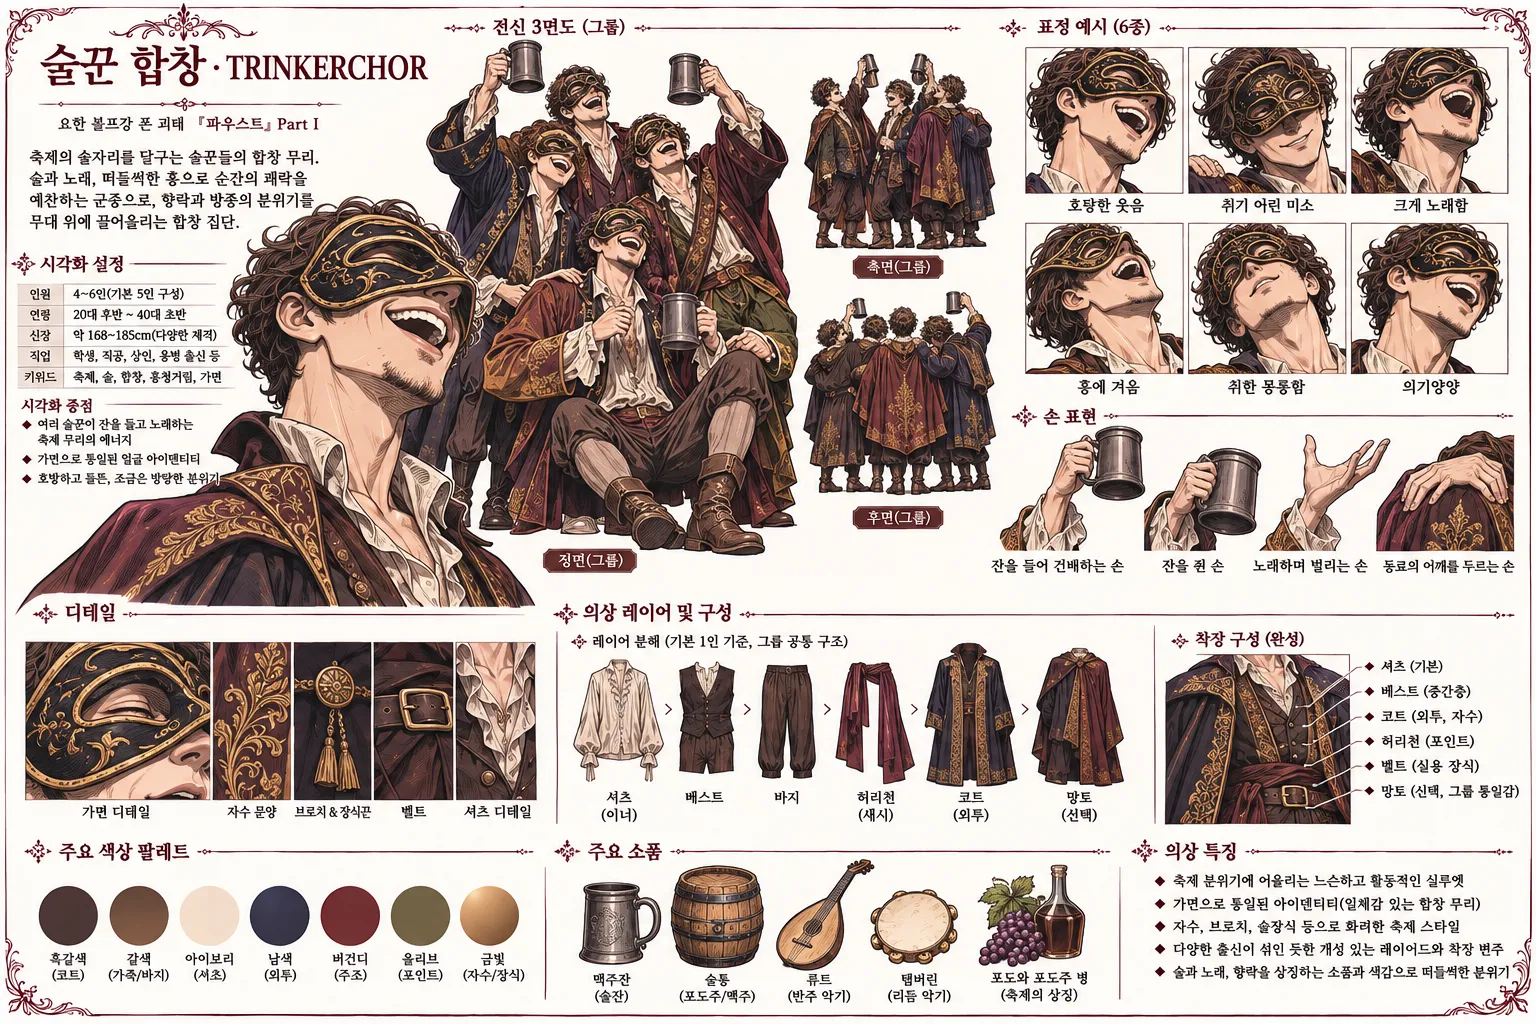 술꾼 합창 · TRINKERCHOR
요한 볼프강 폰 괴태 『파우스트』 Part I
축제의 술자리를 달구는 술꾼들의 합창 무리.
술과 노래, 떠들썩한 흥으로 순간의 쾌락을
예찬하는 군중으로, 향락과 방종의 분위기를
무대 위에 끌어올리는 합창 집단.
시각화 설정
인원 4~6인(기본 5인 구성)
연령 20대 후반 ~ 40대 초반
신장 약 168~185cm(다양한 체격)
직업 학생, 직공, 상인, 용병 출신 등
키워드 축제, 술, 합창, 흥청거림, 가면
시각화 중점
◆ 여러 술꾼이 잔을 들고 노래하는
축제 무리의 에너지
◆ 가면으로 통일된 얼굴 아이덴티티
◆ 호방하고 들뜬, 조금은 방탕한 분위기
전신 3면도 (그룹)
정면(그룹)
측면(그룹)
후면(그룹)
표정 예시 (6종)
호탕한 웃음
취기 어린 미소
크게 노래함
흥에 겨움
취한 몽롱함
의기양양
손 표현
잔을 들어 건배하는 손
잔을 쥔 손
노래하며 벌리는 손
동료의 어깨를 두르는 손
디테일
가면 디테일
자수 문양
브로치 & 장식끈
벨트
셔츠 디테일
의상 레이어 및 구성
레이어 분해 (기본 1인 기준, 그룹 공통 구조)
셔츠
(이너)
베스트
바지
허리천
(새시)
코트
(외투)
망토
(선택)
착장 구성 (완성)
◆ 셔츠 (기본)
◆ 베스트 (중간층)
◆ 코트 (외투, 자수)
◆ 허리천 (포인트)
◆ 벨트 (실용 장식)
◆ 망토 (선택, 그룹 통일감)
주요 색상 팔레트
흑갈색
(코트)
갈색
(가죽/바지)
아이보리
(셔츠)
남색
(외투)
버건디
(주조)
올리브
(포인트)
금빛
(자수/장식)
주요 소품
맥주잔
(술잔)
술통
(포도주/맥주)
류트
(반주 악기)
탬버린
(리듬 악기)
포도와 포도주 병
(축제의 상징)
의상 특징
◆ 축제 분위기에 어울리는 느슨하고 활동적인 실루엣
◆ 가면으로 통일된 아이덴티티(일체감 있는 합창 무리)
◆ 자수, 브로치, 술장식 등으로 화려한 축제 스타일
◆ 다양한 출신이 섞인 듯한 개성 있는 레이어드와 착장 변주
◆ 술과 노래, 향락을 상징하는 소품과 색감으로 떠들썩한 분위기